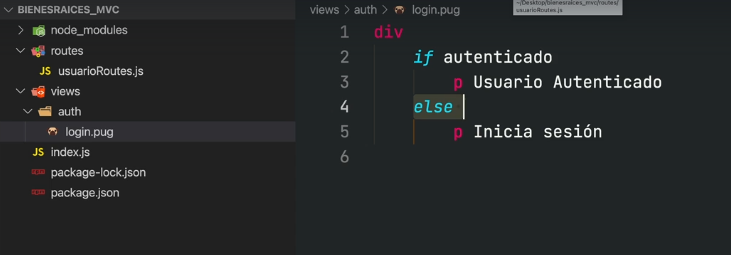 BIENESRAICES_MVC
node_modules
routes
usuarioRoutes.js
views
auth
login.pug
index.js
package-lock.json
package.json
views > auth > login.pug
~/Desktop/bienesraices_mvc/routes/
usuarioRoutes.js
1 div
2 if autenticado
3 p Usuario Autenticado
4 else
5 p Inicia sesión
6